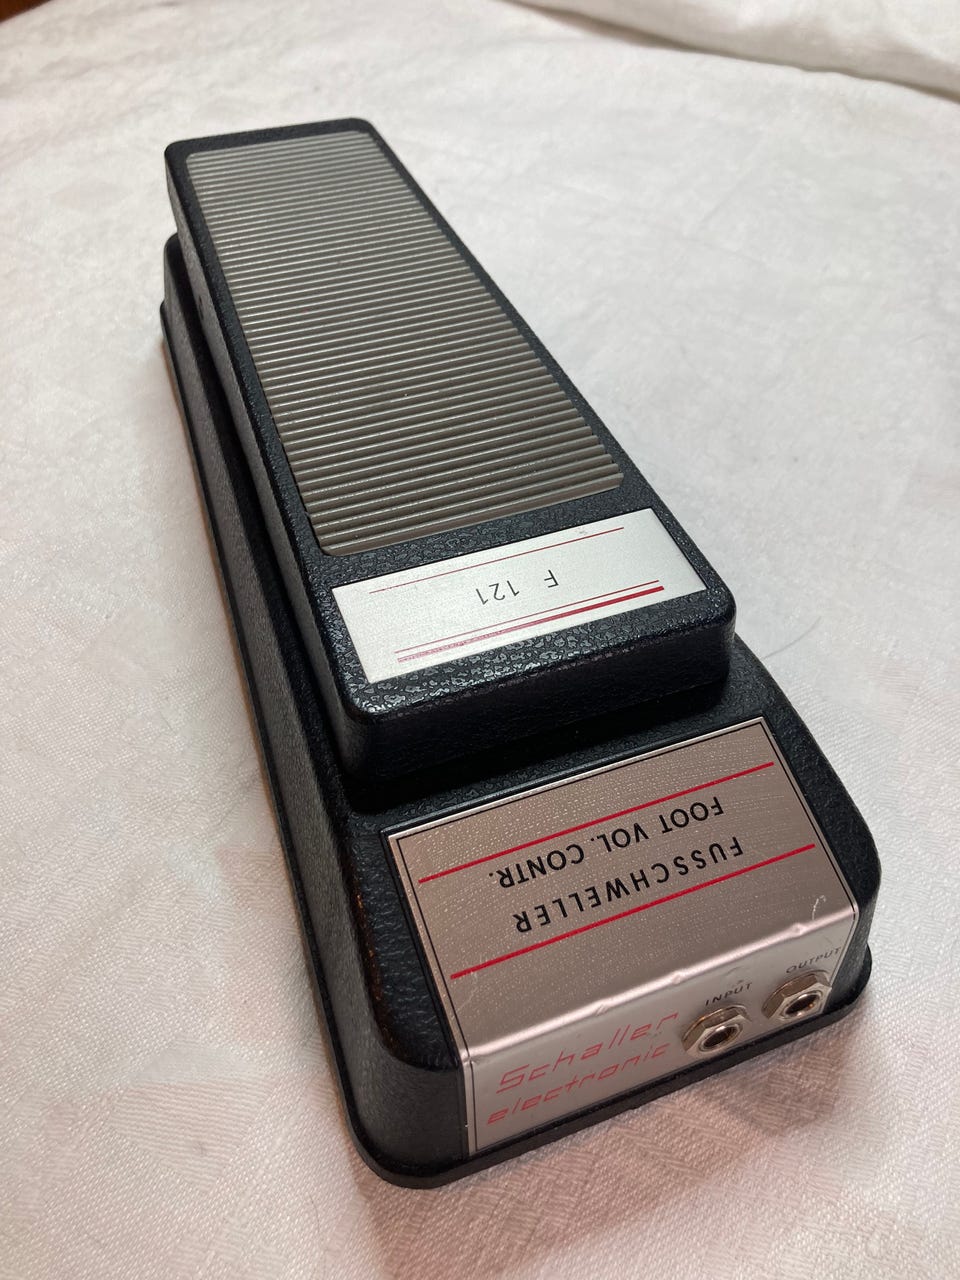 F 121
FUSSCHWELLER
FOOT VOL. CONTR.
INPUT
OUTPUT
Schaller
electronic